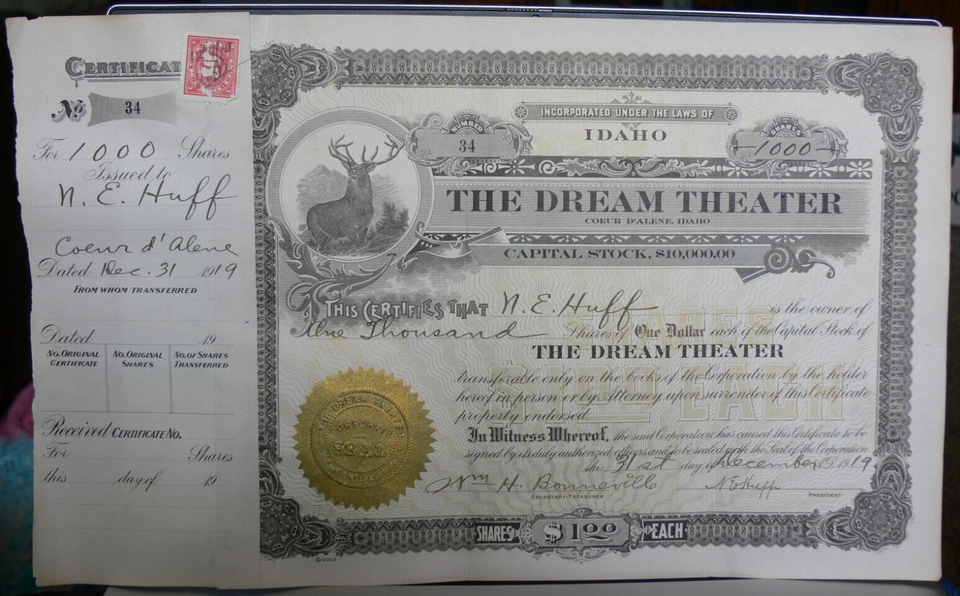 CERTIFICAT
No 34
For 1000 Shares
Issued to
N. E. Huff
Coeur d'Alene
Dated Dec. 31 1919
FROM WHOM TRANSFERRED
Dated 19
NO. ORIGINAL CERTIFICATE
NO. ORIGINAL SHARES
NO. OF SHARES TRANSFERRED
Received CERTIFICATE NO.
For Shares
this day of 19
INCORPORATED UNDER THE LAWS OF
IDAHO
NUMBER
34
SHARES
1000
THE DREAM THEATER
COEUR D'ALENE, IDAHO
CAPITAL STOCK, $10,000.00
THIS CERTIFIES THAT N. E. Huff is the owner of
One Thousand Shares of One Dollar each of the Capital Stock of
THE DREAM THEATER
transferable only on the books of the Corporation by the holder
hereof in person or by Attorney upon surrender of this Certificate
properly endorsed.
In Witness Whereof, the said Corporation has caused this Certificate to be
signed by its duly authorized officers and to be sealed with the Seal of the Corporation
this 31st day of December A.D. 1919
Wm H. Bonneville
N E Huff
SECRETARY-TREASURER
PRESIDENT
SEAL
SHARES $1.00 EACH